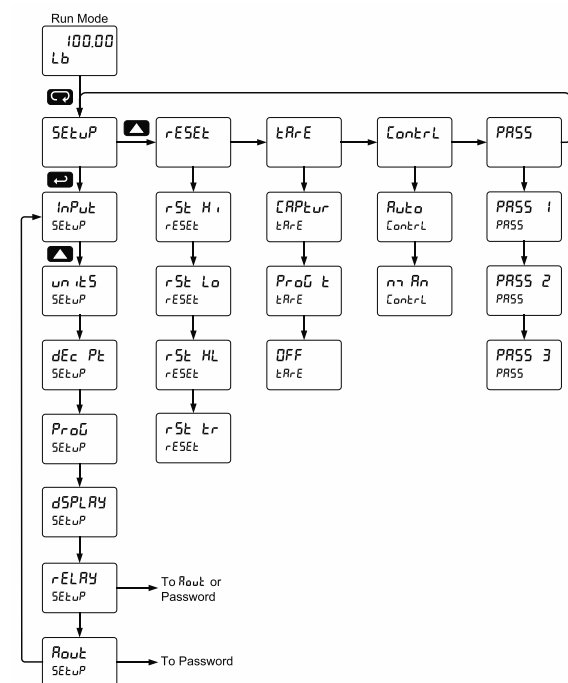 Run Mode
100.00
Lb
SEtuP
rESEt
tArE
ContrL
PASS
InPut
SEtuP
rSt Hi
rESEt
CAPtur
tArE
Auto
ContrL
PASS 1
PASS
unitS
SEtuP
rSt Lo
rESEt
ProG t
tArE
mAn
ContrL
PASS 2
PASS
dEc Pt
SEtuP
rSt HL
rESEt
OFF
tArE
PASS 3
PASS
ProG
SEtuP
rSt tr
rESEt
dSPLAY
SEtuP
rELAY
SEtuP
To Aout or
Password
Aout
SEtuP
To Password